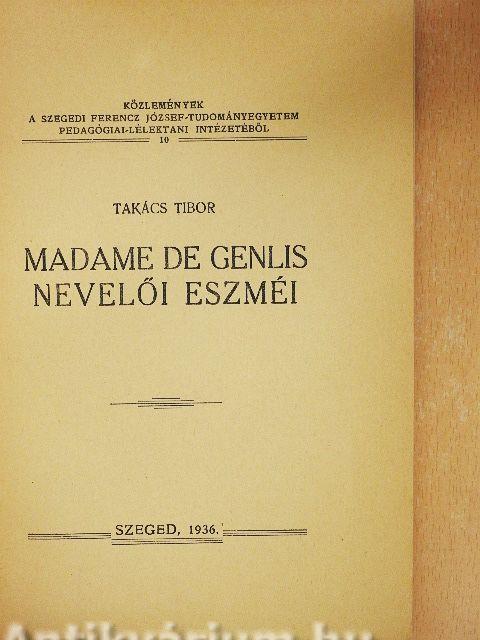 KÖZLEMÉNYEK
A SZEGEDI FERENCZ JÓZSEF-TUDOMÁNYEGYETEM
PEDAGÓGIAI-LÉLEKTANI INTÉZETÉBŐL
10
TAKÁCS TIBOR
MADAME DE GENLIS
NEVELŐI ESZMÉI
SZEGED, 1936.
Antikvárium.hu